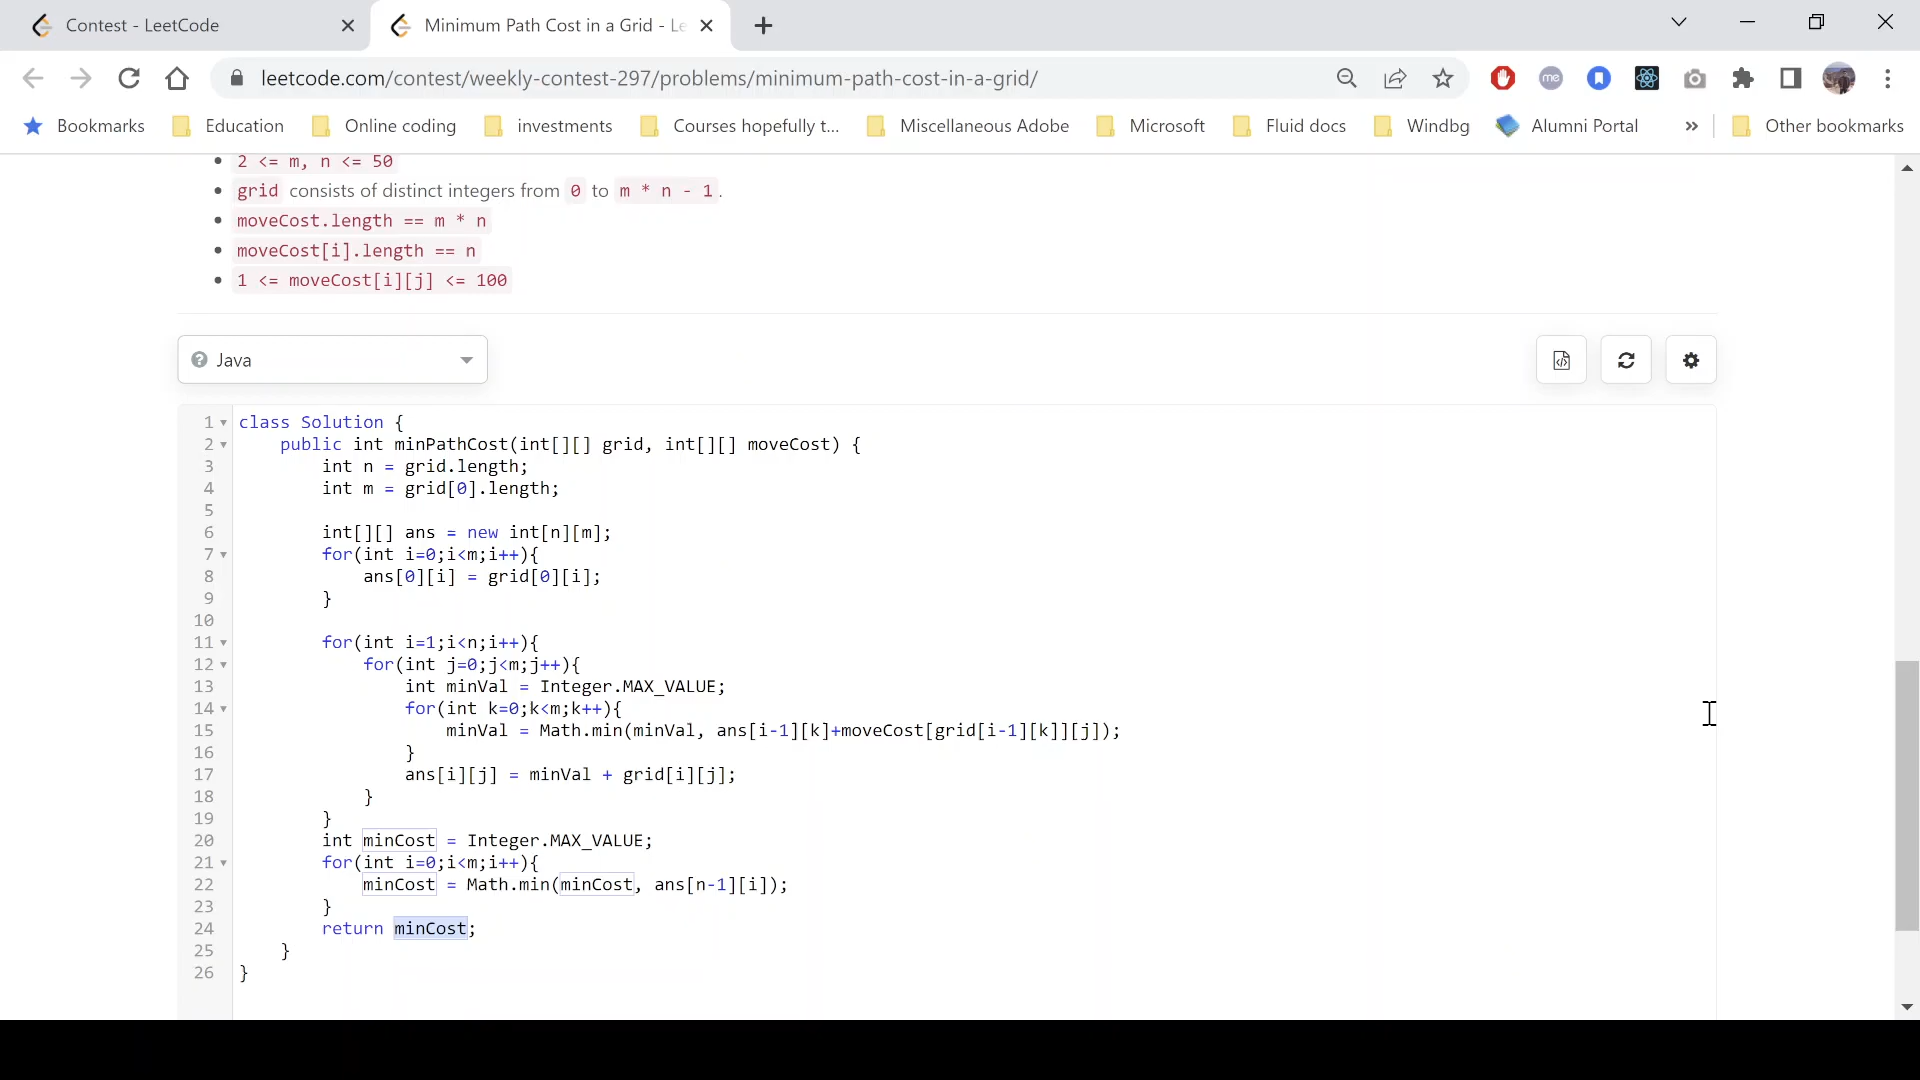 Contest - LeetCode
Minimum Path Cost in a Grid - Le
leetcode.com/contest/weekly-contest-297/problems/minimum-path-cost-in-a-grid/
me
Bookmarks Education Online coding investments Courses hopefully t... Miscellaneous Adobe Microsoft Fluid docs Windbg Alumni Portal » Other bookmarks
2 <= m, n <= 50
grid consists of distinct integers from 0 to m * n - 1.
moveCost.length == m * n
moveCost[i].length == n
1 <= moveCost[i][j] <= 100
Java
1 class Solution {
2 public int minPathCost(int[][] grid, int[][] moveCost) {
3 int n = grid.length;
4 int m = grid[0].length;
5
6 int[][] ans = new int[n][m];
7 for(int i=0;i<m;i++){
8 ans[0][i] = grid[0][i];
9 }
10
11 for(int i=1;i<n;i++){
12 for(int j=0;j<m;j++){
13 int minVal = Integer.MAX_VALUE;
14 for(int k=0;k<m;k++){
15 minVal = Math.min(minVal, ans[i-1][k]+moveCost[grid[i-1][k]][j]);
16 }
17 ans[i][j] = minVal + grid[i][j];
18 }
19 }
20 int minCost = Integer.MAX_VALUE;
21 for(int i=0;i<m;i++){
22 minCost = Math.min(minCost, ans[n-1][i]);
23 }
24 return minCost;
25 }
26 }